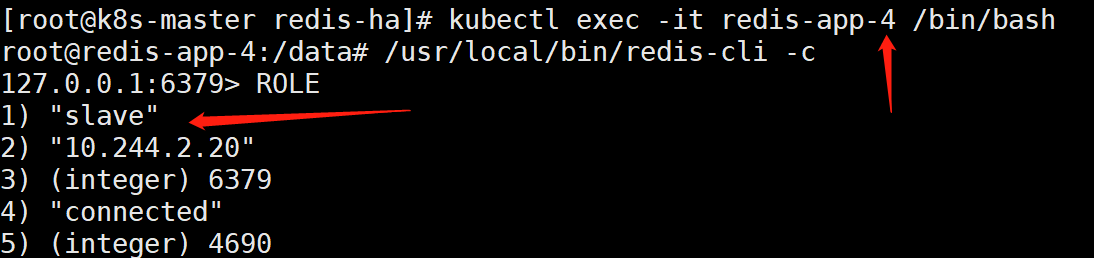 [root@k8s-master redis-ha]# kubectl exec -it redis-app-4 /bin/bash
root@redis-app-4:/data# /usr/local/bin/redis-cli -c
127.0.0.1:6379> ROLE
1) "slave"
2) "10.244.2.20"
3) (integer) 6379
4) "connected"
5) (integer) 4690